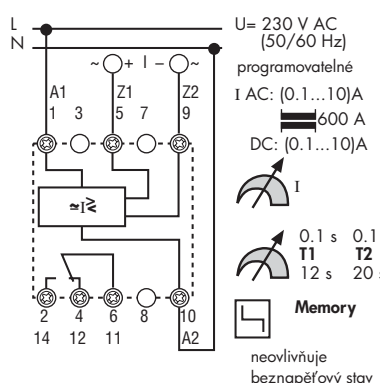 L
N
U= 230 V AC
(50/60 Hz)
~ + I – ~
programovatelné
A1 Z1 Z2
1 3 5 7 9
I AC: (0.1...10)A
600 A
DC: (0.1...10)A
I
≃I≷
0.1 s 0.1
T1 T2
12 s 20 s
2 4 6 8 10
14 12 11 A2
Memory
neovlivňuje
beznapěťový stav